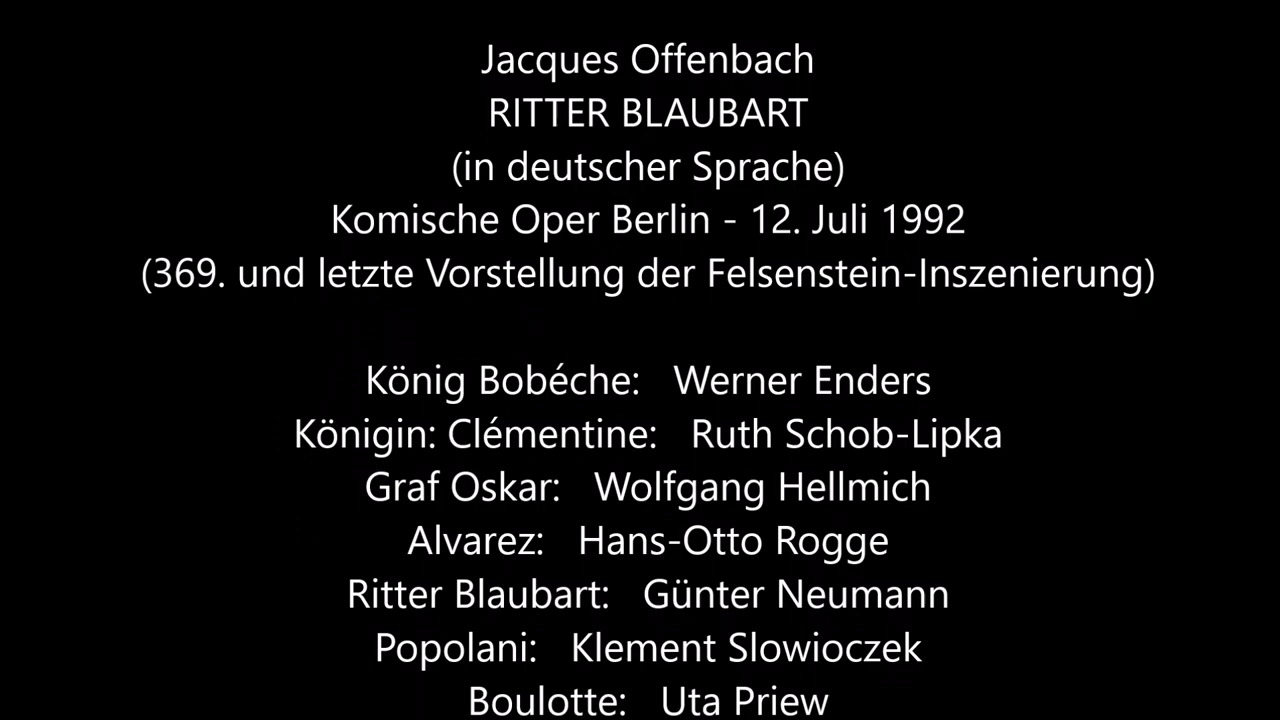 Jacques Offenbach
RITTER BLAUBART
(in deutscher Sprache)
Komische Oper Berlin - 12. Juli 1992
(369. und letzte Vorstellung der Felsenstein-Inszenierung)
König Bobéche: Werner Enders
Königin: Clémentine: Ruth Schob-Lipka
Graf Oskar: Wolfgang Hellmich
Alvarez: Hans-Otto Rogge
Ritter Blaubart: Günter Neumann
Popolani: Klement Slowioczek
Boulotte: Uta Priew